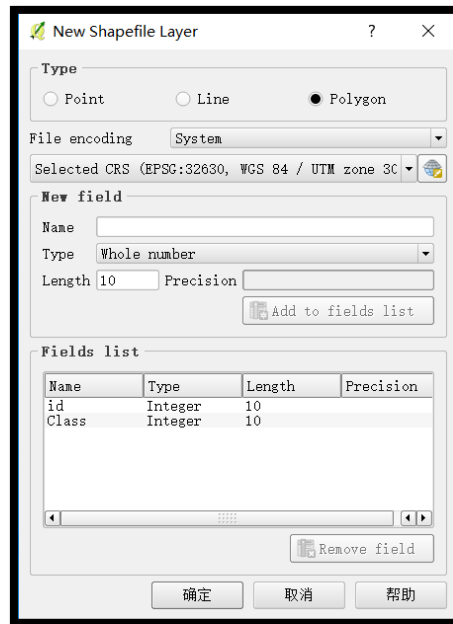 New Shapefile Layer ?
Type
Point Line Polygon
File encoding System
Selected CRS (EPSG:32630, WGS 84 / UTM zone 30
New field
Name
Type Whole number
Length 10 Precision
Add to fields list
Fields list
Name Type Length Precision
id Integer 10
Class Integer 10
Remove field
确定 取消 帮助